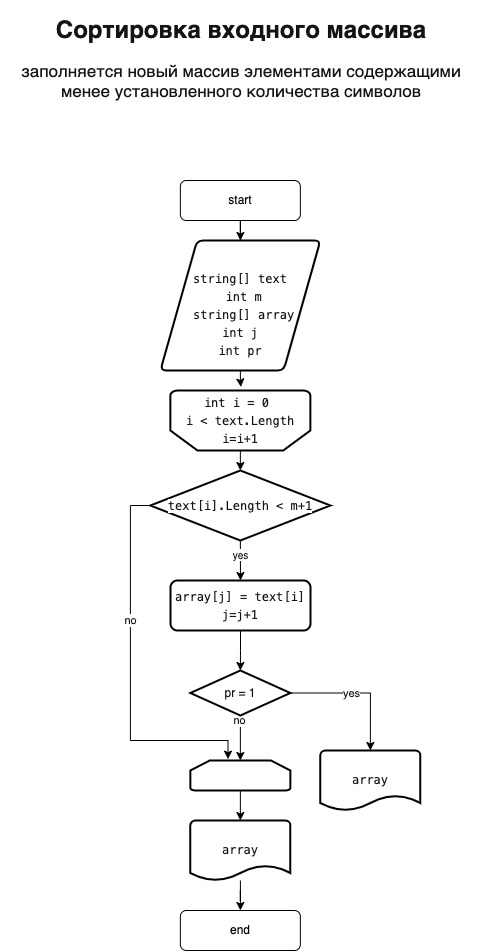 Сортировка входного массива
заполняется новый массив элементами содержащими
менее установленного количества символов
start
string[] text
int m
string[] array
int j
int pr
int i = 0
i < text.Length
i=i+1
text[i].Length < m+1
yes
array[j] = text[i]
j=j+1
no
pr = 1
yes
no
array
array
end